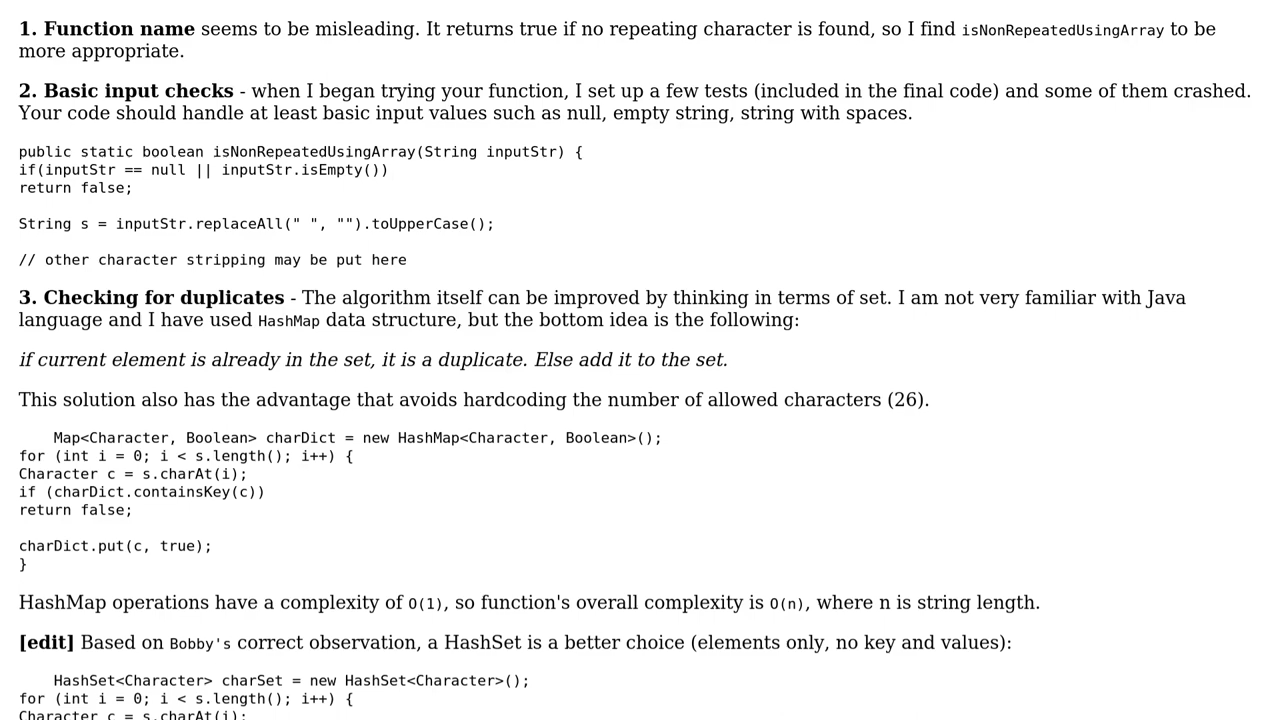 1. Function name seems to be misleading. It returns true if no repeating character is found, so I find isNonRepeatedUsingArray to be
more appropriate.
2. Basic input checks - when I began trying your function, I set up a few tests (included in the final code) and some of them crashed.
Your code should handle at least basic input values such as null, empty string, string with spaces.
public static boolean isNonRepeatedUsingArray(String inputStr) {
if(inputStr == null || inputStr.isEmpty())
return false;
String s = inputStr.replaceAll(" ", "").toUpperCase();
// other character stripping may be put here
3. Checking for duplicates - The algorithm itself can be improved by thinking in terms of set. I am not very familiar with Java
language and I have used HashMap data structure, but the bottom idea is the following:
if current element is already in the set, it is a duplicate. Else add it to the set.
This solution also has the advantage that avoids hardcoding the number of allowed characters (26).
Map<Character, Boolean> charDict = new HashMap<Character, Boolean>();
for (int i = 0; i < s.length(); i++) {
Character c = s.charAt(i);
if (charDict.containsKey(c))
return false;
charDict.put(c, true);
}
HashMap operations have a complexity of O(1), so function's overall complexity is O(n), where n is string length.
[edit] Based on Bobby's correct observation, a HashSet is a better choice (elements only, no key and values):
HashSet<Character> charSet = new HashSet<Character>();
for (int i = 0; i < s.length(); i++) {
Character c = s.charAt(i);